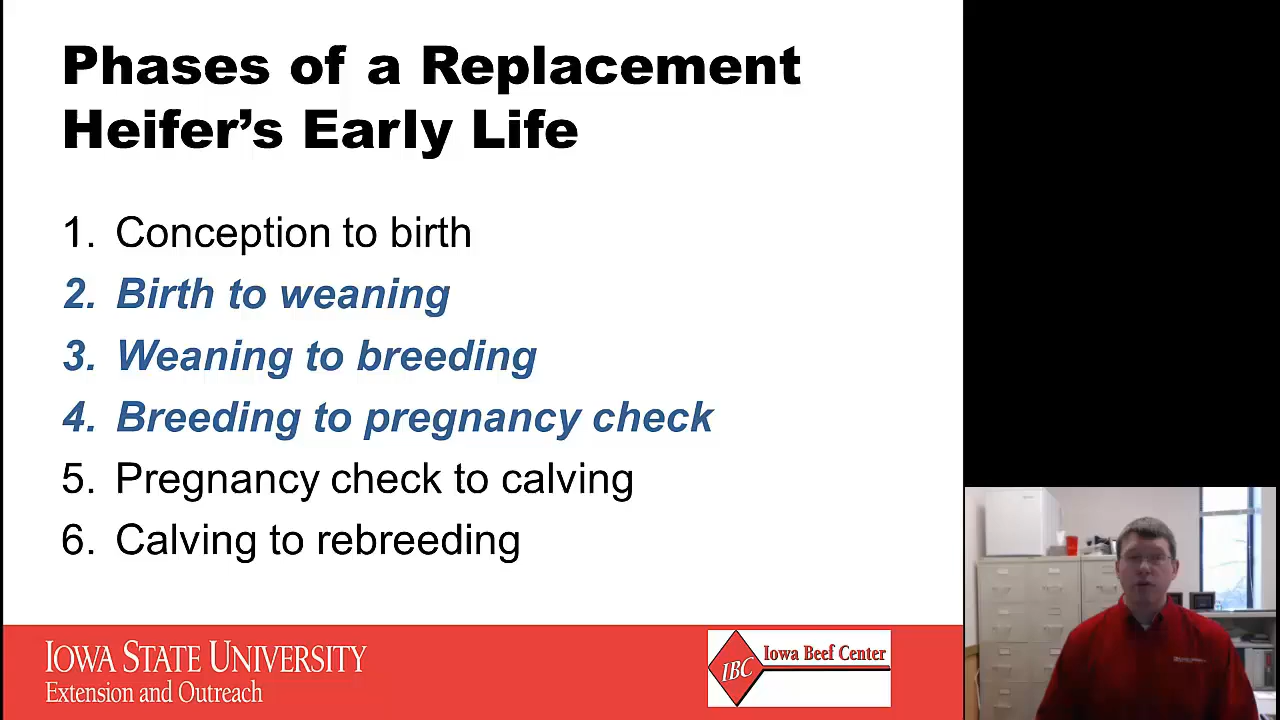 Phases of a Replacement
Heifer's Early Life
1. Conception to birth
2. Birth to weaning
3. Weaning to breeding
4. Breeding to pregnancy check
5. Pregnancy check to calving
6. Calving to rebreeding
IOWA STATE UNIVERSITY
Extension and Outreach
IBC
Iowa Beef Center